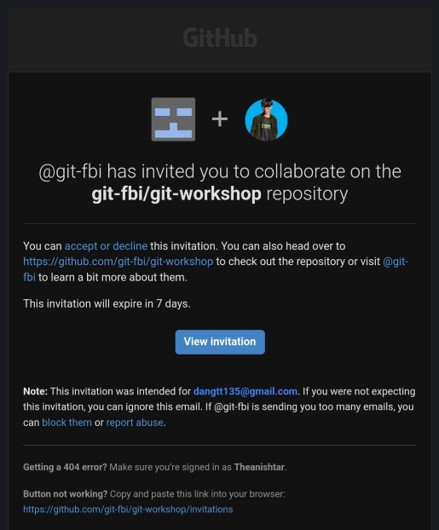 GitHub
+
@git-fbi has invited you to collaborate on the
git-fbi/git-workshop repository
You can accept or decline this invitation. You can also head over to
https://github.com/git-fbi/git-workshop to check out the repository or visit @git-
fbi to learn a bit more about them.
This invitation will expire in 7 days.
View invitation
Note: This invitation was intended for dangtt135@gmail.com. If you were not expecting
this invitation, you can ignore this email. If @git-fbi is sending you too many emails, you
can block them or report abuse.
Getting a 404 error? Make sure you're signed in as Theanishtar.
Button not working? Copy and paste this link into your browser:
https://github.com/git-fbi/git-workshop/invitations